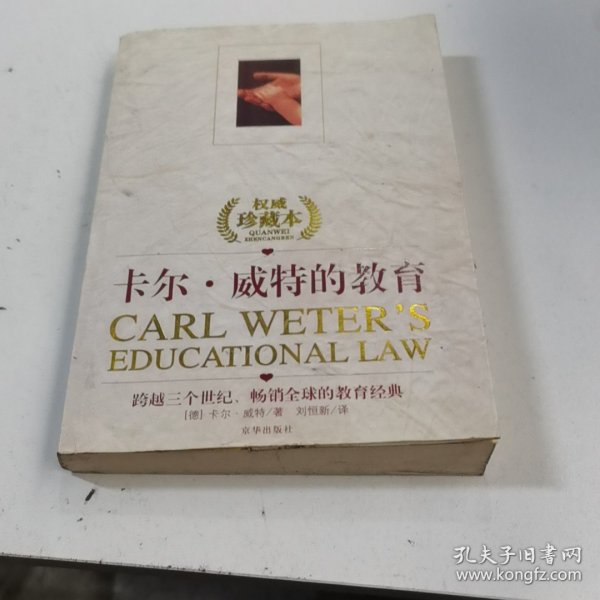 权威
珍藏本
QUANWEI
ZHENCANGBEN
卡尔·威特的教育
CARL WETER'S
EDUCATIONAL LAW
跨越三个世纪、畅销全球的教育经典
[德] 卡尔·威特/著 刘恒新/译
京华出版社
孔夫子旧书网
www.kongfz.com